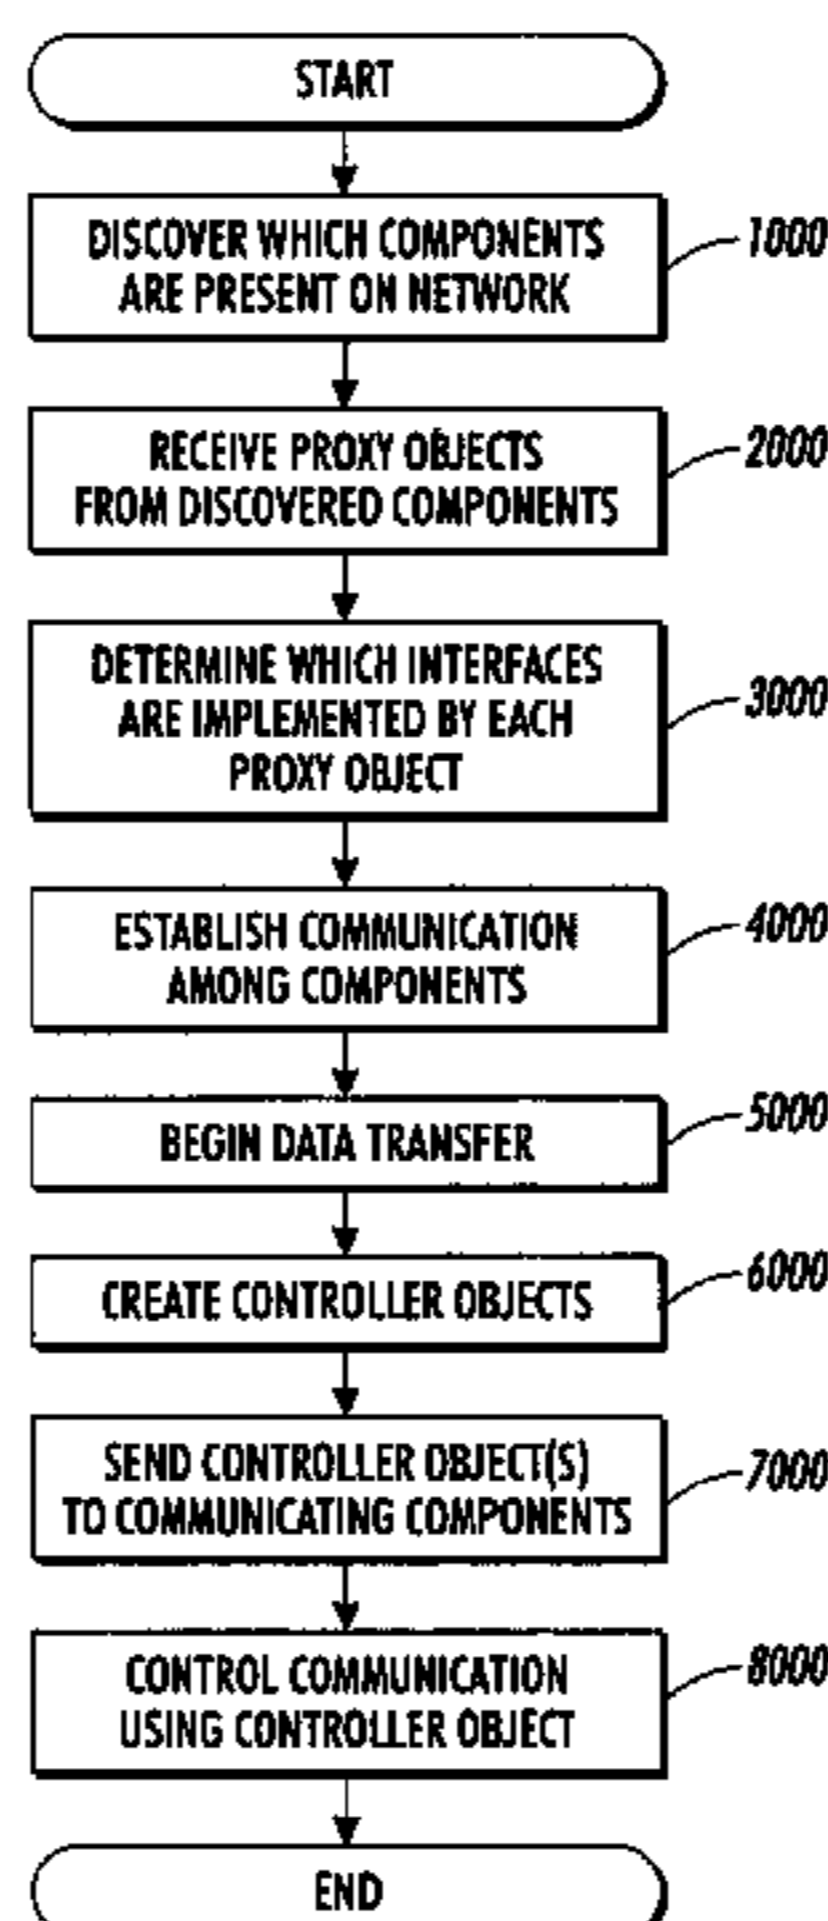 START
DISCOVER WHICH COMPONENTS
ARE PRESENT ON NETWORK
1000
RECEIVE PROXY OBJECTS
FROM DISCOVERED COMPONENTS
2000
DETERMINE WHICH INTERFACES
ARE IMPLEMENTED BY EACH
PROXY OBJECT
3000
ESTABLISH COMMUNICATION
AMONG COMPONENTS
4000
BEGIN DATA TRANSFER
5000
CREATE CONTROLLER OBJECTS
6000
SEND CONTROLLER OBJECT(S)
TO COMMUNICATING COMPONENTS
7000
CONTROL COMMUNICATION
USING CONTROLLER OBJECT
8000
END